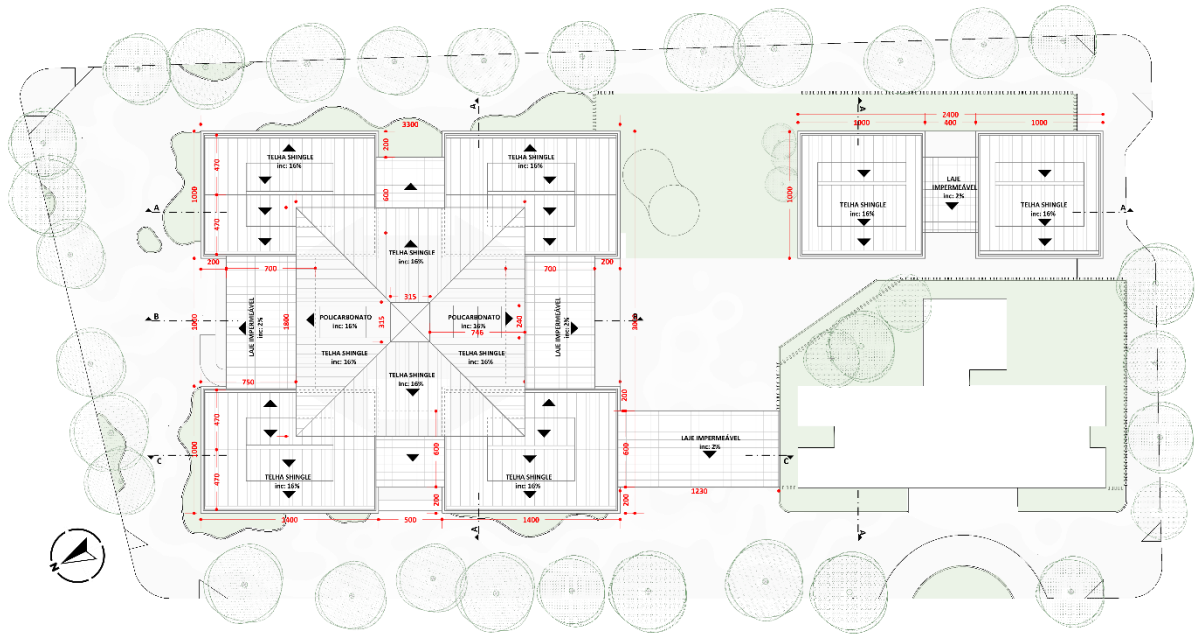 A
A
3300
2400
1000
400
1000
200
TELHA SHINGLE
inc: 16%
TELHA SHINGLE
inc: 16%
470
1000
470
600
1000
LAJE
IMPERMEÁVEL
inc: 2%
TELHA SHINGLE
inc: 16%
TELHA SHINGLE
inc: 16%
A
A
TELHA SHINGLE
inc: 16%
200
700
700
200
315
LAJE IMPERMEÁVEL
inc: 2%
1800
POLICARBONATO
inc: 16%
315
POLICARBONATO
inc: 16%
240
746
LAJE IMPERMEÁVEL
inc: 2%
B
TELHA SHINGLE
inc: 16%
TELHA SHINGLE
inc: 16%
TELHA SHINGLE
inc: 16%
750
200
470
1000
470
600
600
LAJE IMPERMEÁVEL
inc: 2%
C
C
TELHA SHINGLE
inc: 16%
TELHA SHINGLE
inc: 16%
1230
200
200
1400
500
1400
A
A
N